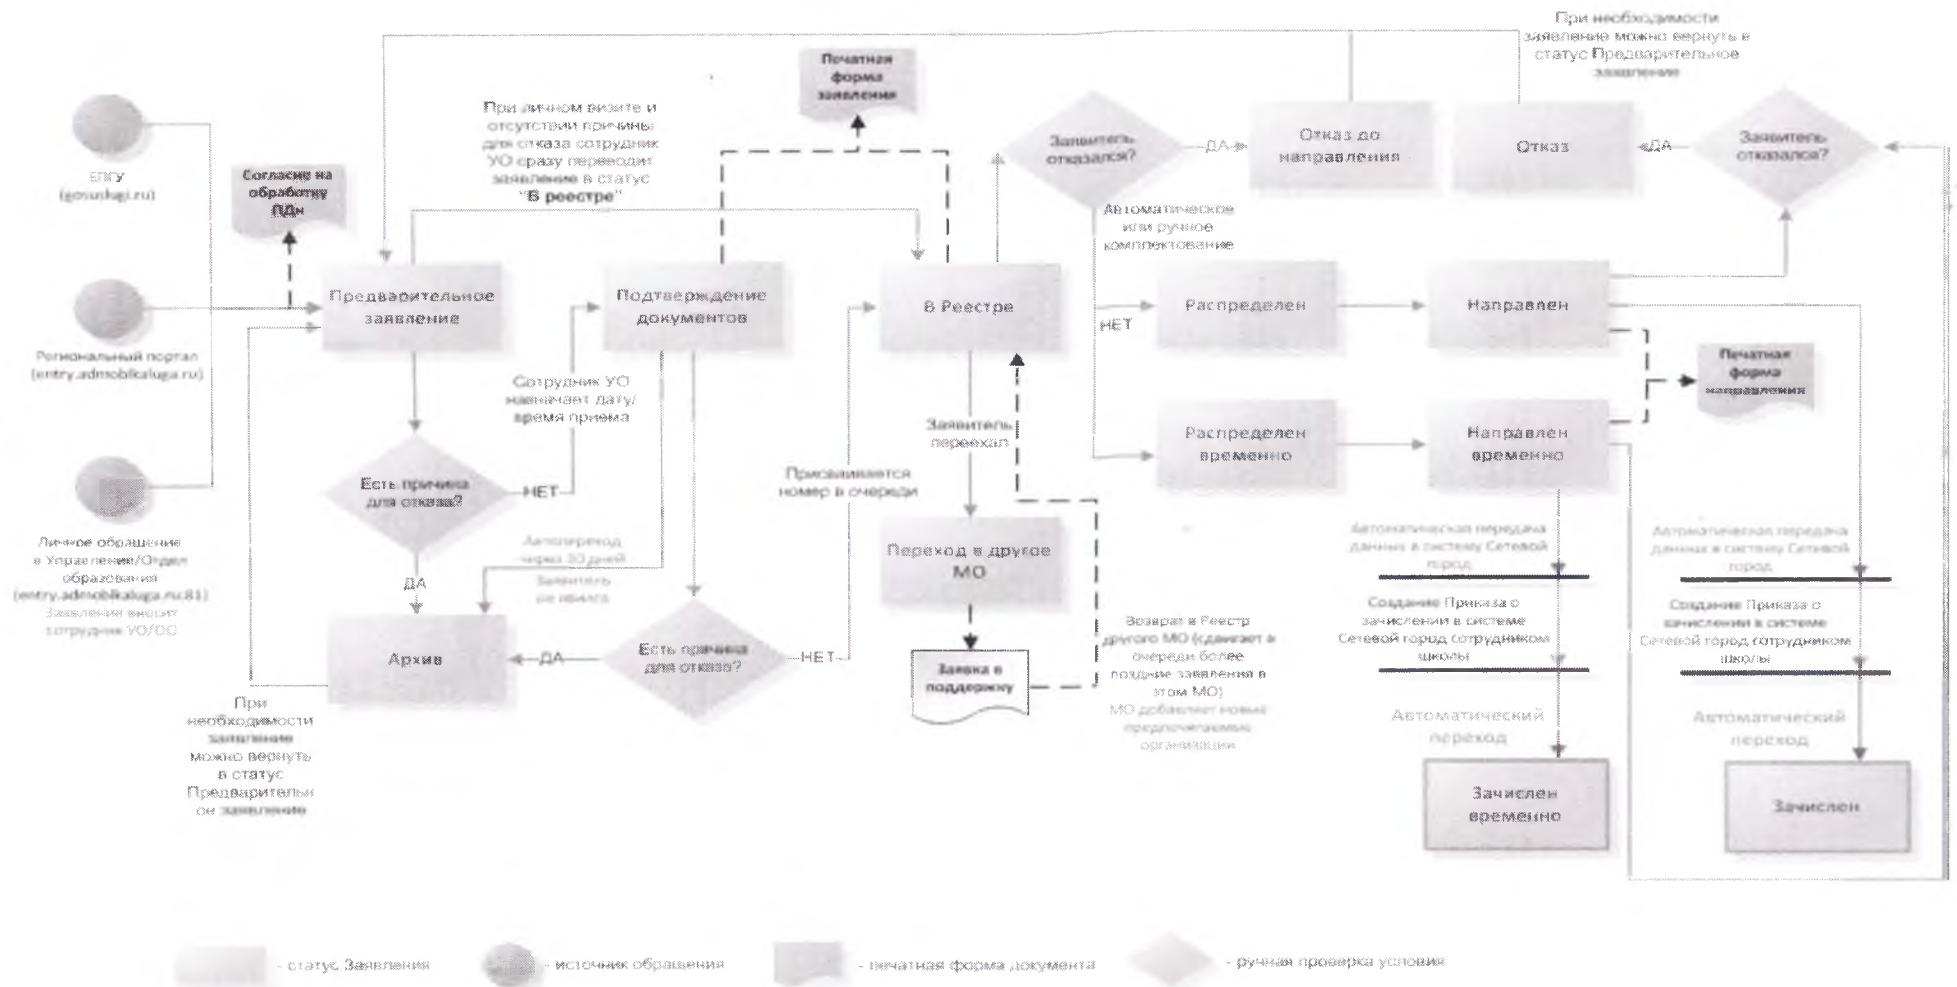 При необходимости
заявление можно вернуть в
статус Предварительное
заявление
Печатная
форма
заявления
При личном визите и
отсутствии причины
для отказа сотрудник
УО сразу переводит
заявление в статус
"В реестре"
ЕПГУ
(gosuslugi.ru)
Согласие на
обработку
ПДн
Заявитель
отказался?
ДА
Отказ до
направления
Отказ
ДА
Заявитель
отказался?
Автоматическое
или ручное
комплектование
Предварительное
заявление
Подтверждение
документов
В Реестре
НЕТ
Распределен
Направлен
Региональный портал
(entry.admoblkaluga.ru)
Сотрудник УО
назначает дату/
время приема
Печатная
форма
направления
Заявитель
переехал
Распределен
временно
Направлен
временно
Есть причина
для отказа?
НЕТ
Присваивается
номер в очереди
Личное обращение
в Управление/Отдел
образования
(entry.admoblkaluga.ru:81)
Заявления вносит
сотрудник УО/ОО
Автопереход
через 30 дней
Заявитель
не явился
ДА
Переход в другое
МО
Автоматическая передача
данных в систему Сетевой
город
Автоматическая передача
данных в систему Сетевой
город
Создание Приказа о
зачислении в системе
Сетевой город сотрудником
школы
Создание Приказа о
зачислении в системе
Сетевой город сотрудником
школы
Архив
ДА
Есть причина
для отказа?
НЕТ
Заявка в
поддержку
Возврат в Реестр
другого МО (сдвигает в
очереди более
поздние заявления в
этом МО)
МО добавляет новые
предпочитаемые
организации
При
необходимости
заявление
можно вернуть
в статус
Предварительн
ое заявление
Автоматический
переход
Автоматический
переход
Зачислен
временно
Зачислен
- статус Заявления
- источник обращения
- печатная форма документа
- ручная проверка условия